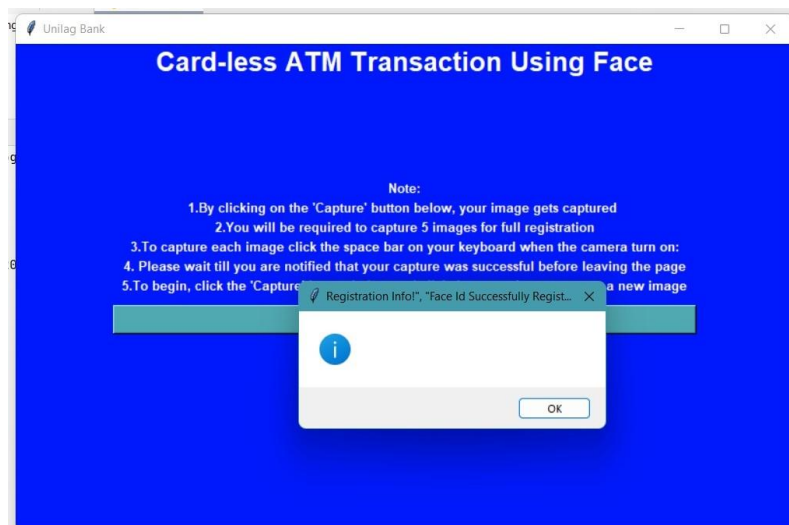 Unilag Bank
Card-less ATM Transaction Using Face
Note:
1.By clicking on the 'Capture' button below, your image gets captured
2.You will be required to capture 5 images for full registration
3.To capture each image click the space bar on your keyboard when the camera turn on:
4. Please wait till you are notified that your capture was successful before leaving the page
5.To begin, click the 'Capture' a new image
Registration Info!", "Face Id Successfully Regist...
OK